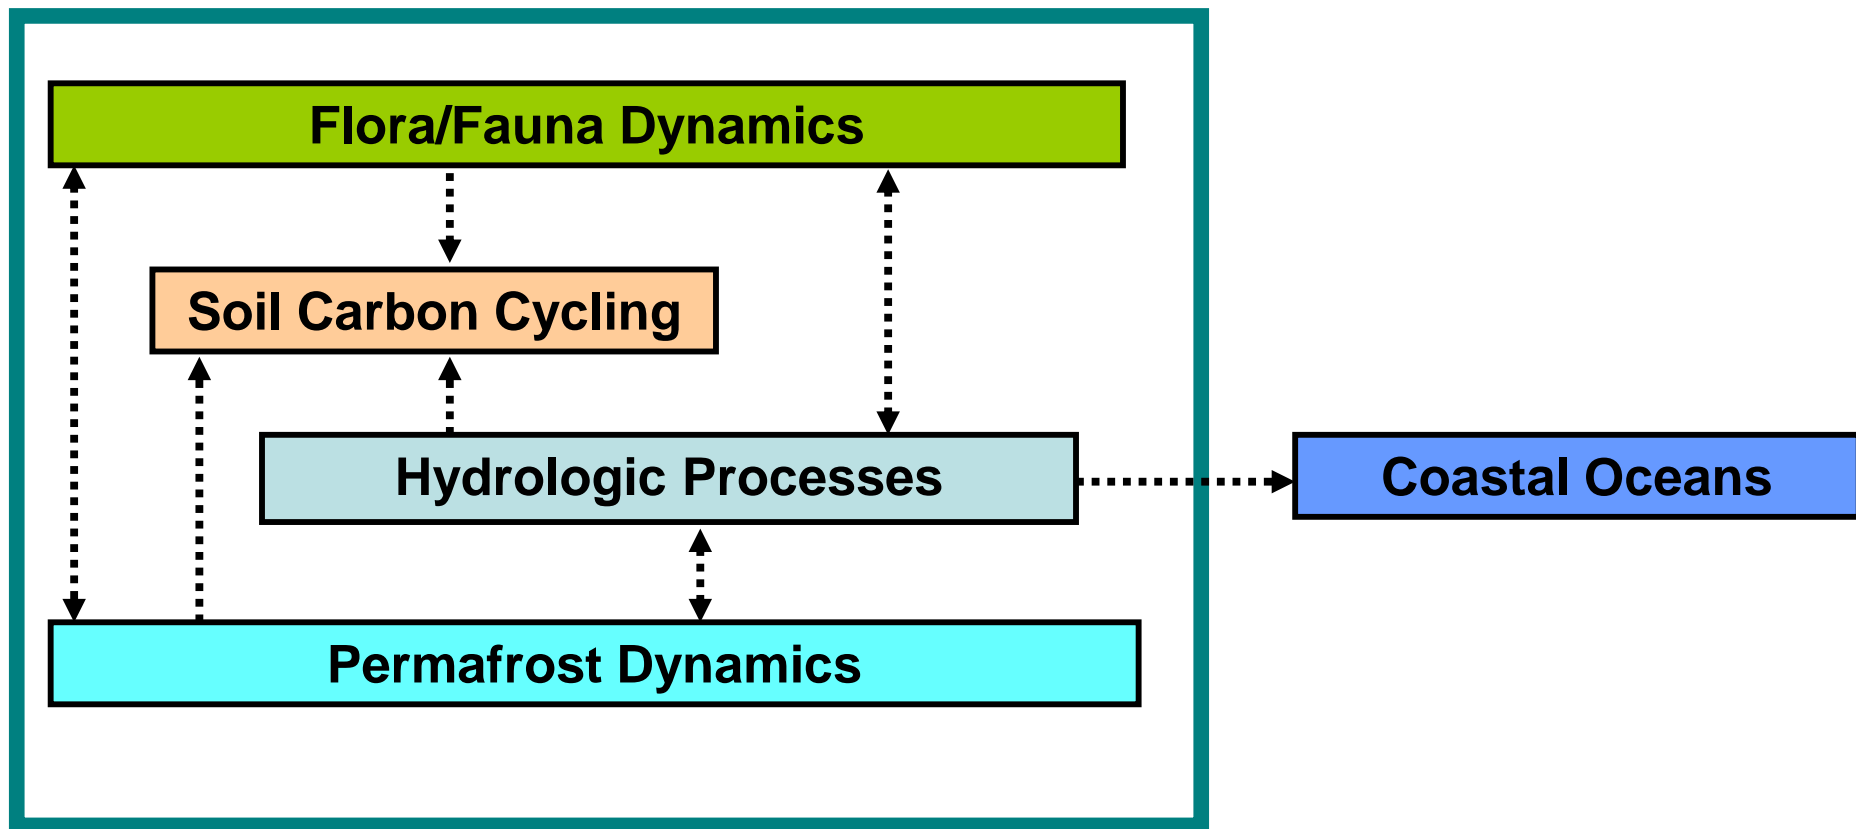 Flora/Fauna Dynamics
Soil Carbon Cycling
Hydrologic Processes
Coastal Oceans
Permafrost Dynamics